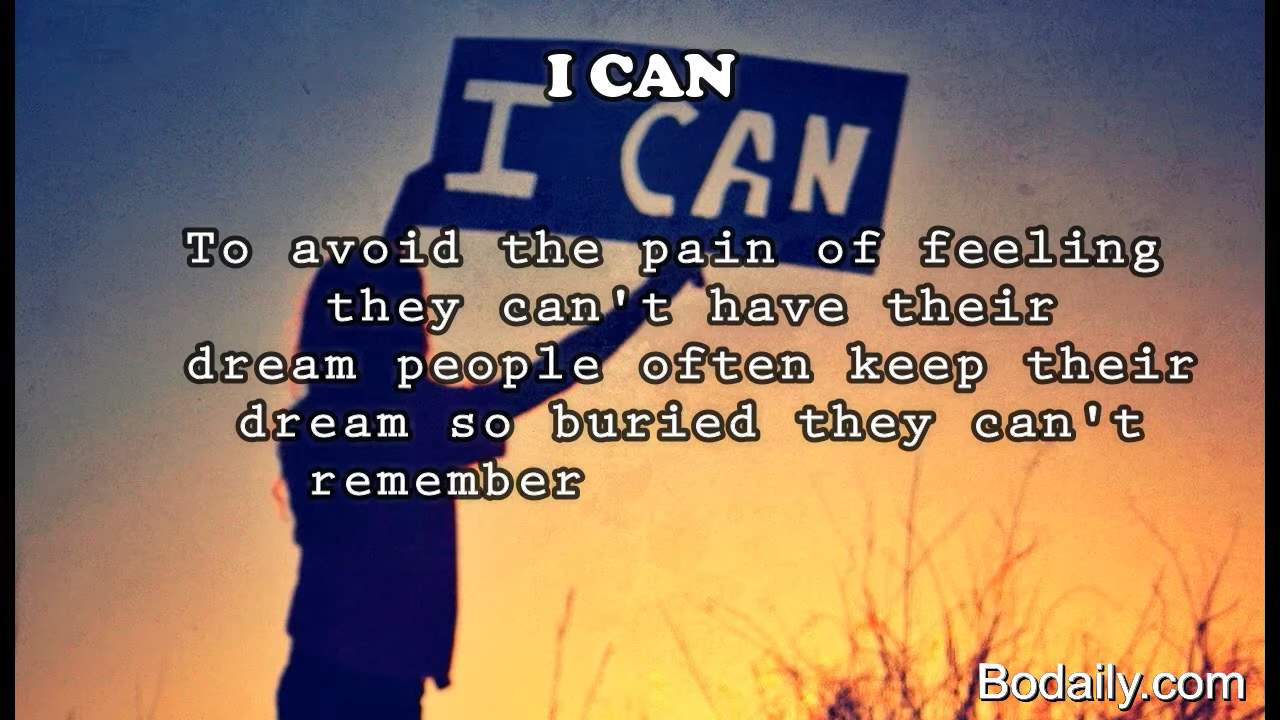 I CAN
I CAN
To avoid the pain of feeling
they can't have their
dream people often keep their
dream so buried they can't
remember
Bodaily.com